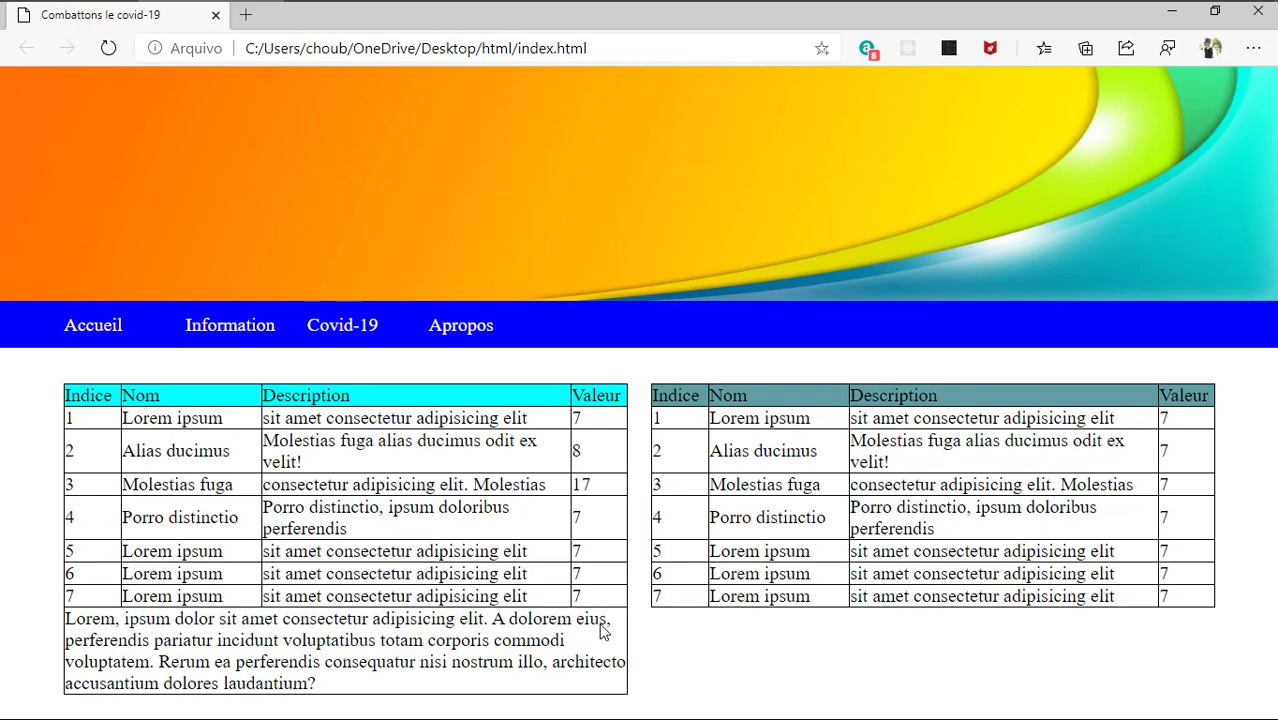 Combattons le covid-19
Arquivo C:/Users/choub/OneDrive/Desktop/html/index.html
8
Accueil Information Covid-19 Apropos
Indice Nom Description Valeur
1 Lorem ipsum sit amet consectetur adipisicing elit 7
2 Alias ducimus Molestias fuga alias ducimus odit ex
velit! 8
3 Molestias fuga consectetur adipisicing elit. Molestias 17
4 Porro distinctio Porro distinctio, ipsum doloribus
perferendis 7
5 Lorem ipsum sit amet consectetur adipisicing elit 7
6 Lorem ipsum sit amet consectetur adipisicing elit 7
7 Lorem ipsum sit amet consectetur adipisicing elit 7
Lorem, ipsum dolor sit amet consectetur adipisicing elit. A dolorem eius,
perferendis pariatur incidunt voluptatibus totam corporis commodi
voluptatem. Rerum ea perferendis consequatur nisi nostrum illo, architecto
accusantium dolores laudantium?
Indice Nom Description Valeur
1 Lorem ipsum sit amet consectetur adipisicing elit 7
2 Alias ducimus Molestias fuga alias ducimus odit ex
velit! 7
3 Molestias fuga consectetur adipisicing elit. Molestias 7
4 Porro distinctio Porro distinctio, ipsum doloribus
perferendis 7
5 Lorem ipsum sit amet consectetur adipisicing elit 7
6 Lorem ipsum sit amet consectetur adipisicing elit 7
7 Lorem ipsum sit amet consectetur adipisicing elit 7